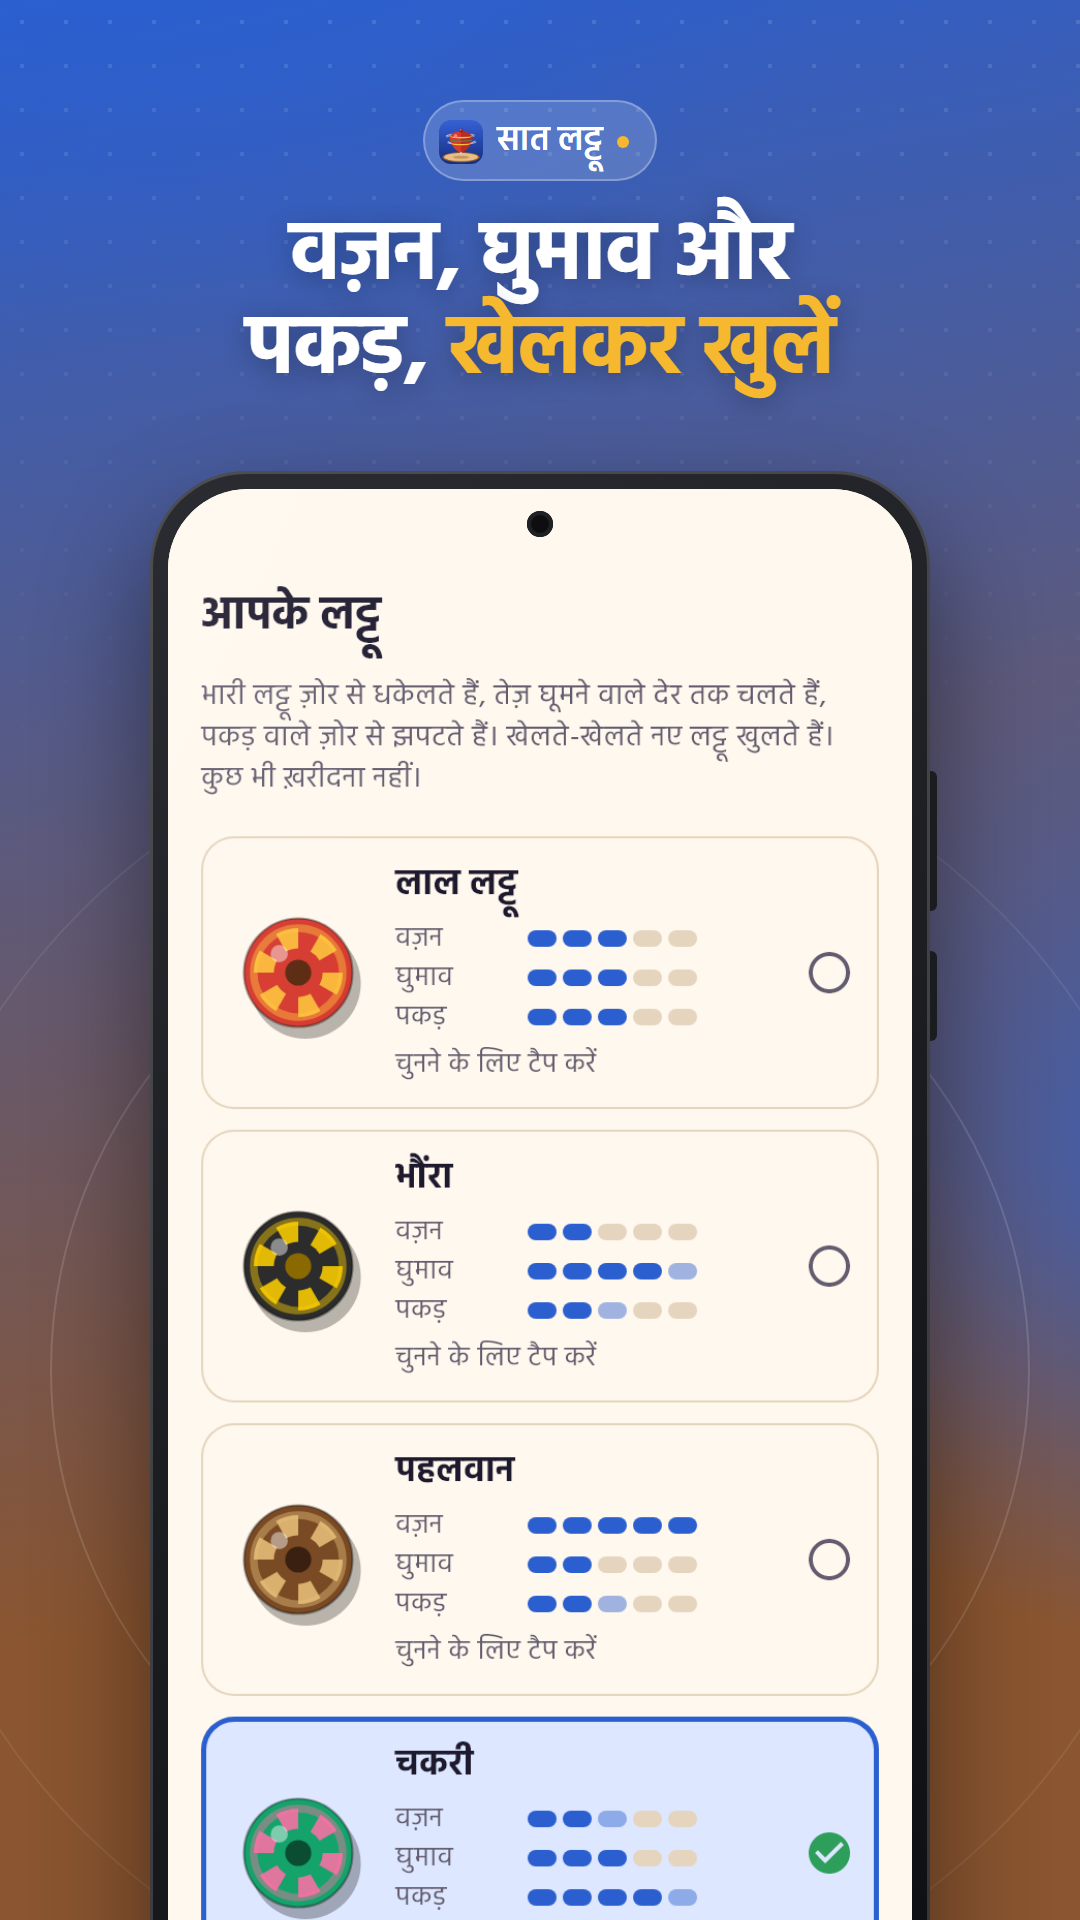 सात लट्टू
वज़न, घुमाव और
पकड़, खेलकर खुलें
आपके लट्टू
भारी लट्टू ज़ोर से धकेलते हैं, तेज़ घूमने वाले देर तक चलते हैं,
पकड़ वाले ज़ोर से झपटते हैं। खेलते-खेलते नए लट्टू खुलते हैं।
कुछ भी ख़रीदना नहीं।
लाल लट्टू
वज़न
घुमाव
पकड़
चुनने के लिए टैप करें
भौंरा
वज़न
घुमाव
पकड़
चुनने के लिए टैप करें
पहलवान
वज़न
घुमाव
पकड़
चुनने के लिए टैप करें
चकरी
वज़न
घुमाव
पकड़